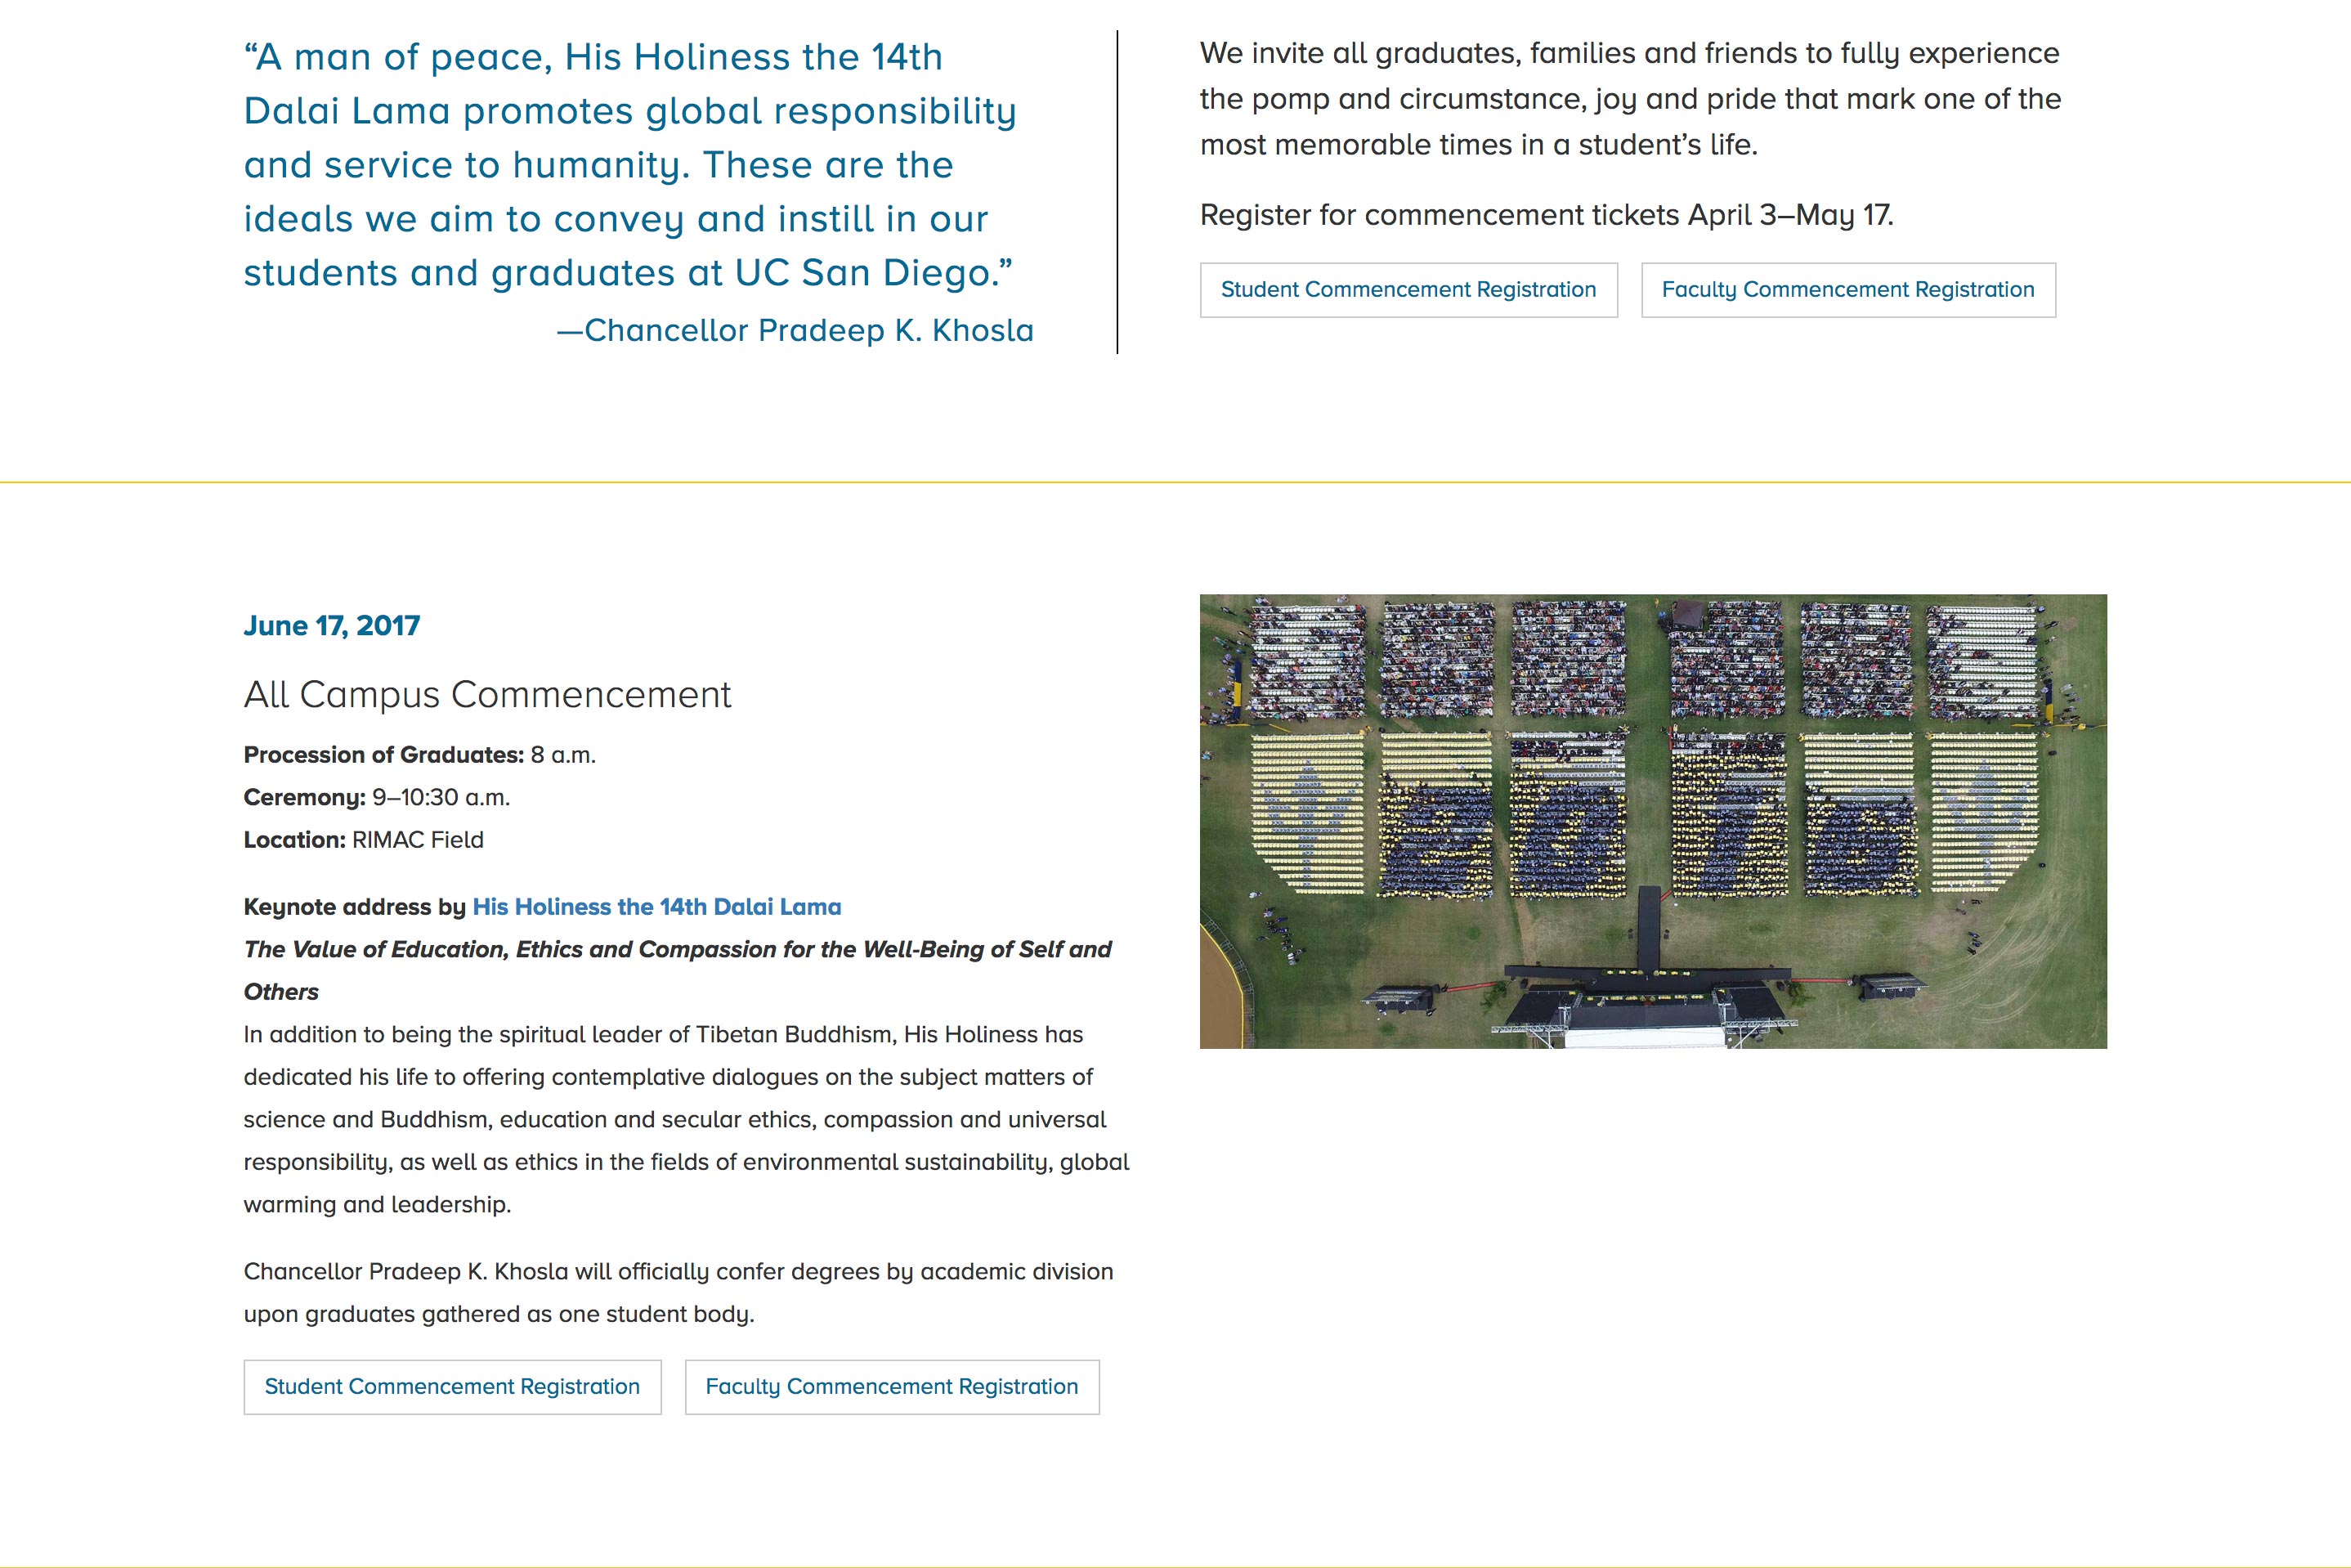 “A man of peace, His Holiness the 14th
Dalai Lama promotes global responsibility
and service to humanity. These are the
ideals we aim to convey and instill in our
students and graduates at UC San Diego.”
—Chancellor Pradeep K. Khosla
We invite all graduates, families and friends to fully experience
the pomp and circumstance, joy and pride that mark one of the
most memorable times in a student’s life.
Register for commencement tickets April 3–May 17.
Student Commencement Registration
Faculty Commencement Registration
June 17, 2017
All Campus Commencement
Procession of Graduates: 8 a.m.
Ceremony: 9–10:30 a.m.
Location: RIMAC Field
Keynote address by His Holiness the 14th Dalai Lama
The Value of Education, Ethics and Compassion for the Well-Being of Self and
Others
In addition to being the spiritual leader of Tibetan Buddhism, His Holiness has
dedicated his life to offering contemplative dialogues on the subject matters of
science and Buddhism, education and secular ethics, compassion and universal
responsibility, as well as ethics in the fields of environmental sustainability, global
warming and leadership.
Chancellor Pradeep K. Khosla will officially confer degrees by academic division
upon graduates gathered as one student body.
Student Commencement Registration
Faculty Commencement Registration
2016